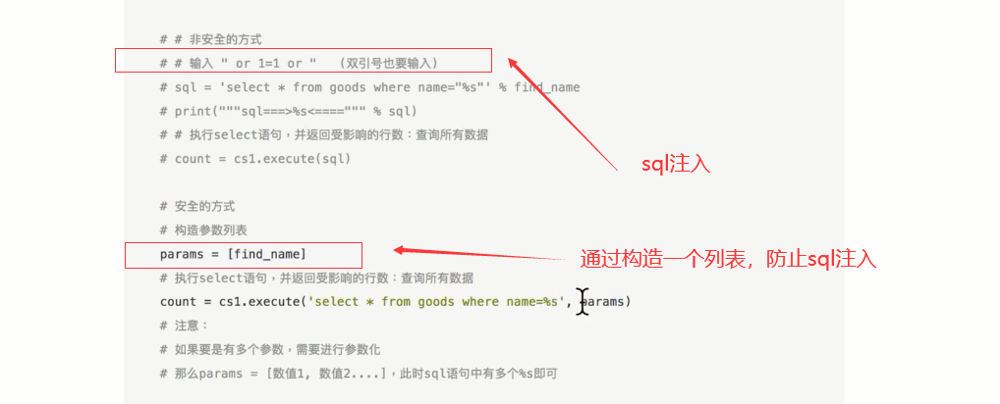 # # 非安全的方式
# # 输入 " or 1=1 or " (双引号也要输入)
# sql = 'select * from goods where name="%s"' % find_name
# print("""sql===>%s<====""" % sql)
# # 执行select语句，并返回受影响的行数：查询所有数据
# count = cs1.execute(sql)
sql注入
# 安全的方式
# 构造参数列表
params = [find_name]
通过构造一个列表，防止sql注入
# 执行select语句，并返回受影响的行数：查询所有数据
count = cs1.execute('select * from goods where name=%s', params)
# 注意：
# 如果要是有多个参数，需要进行参数化
# 那么params = [数值1, 数值2....]，此时sql语句中有多个%s即可